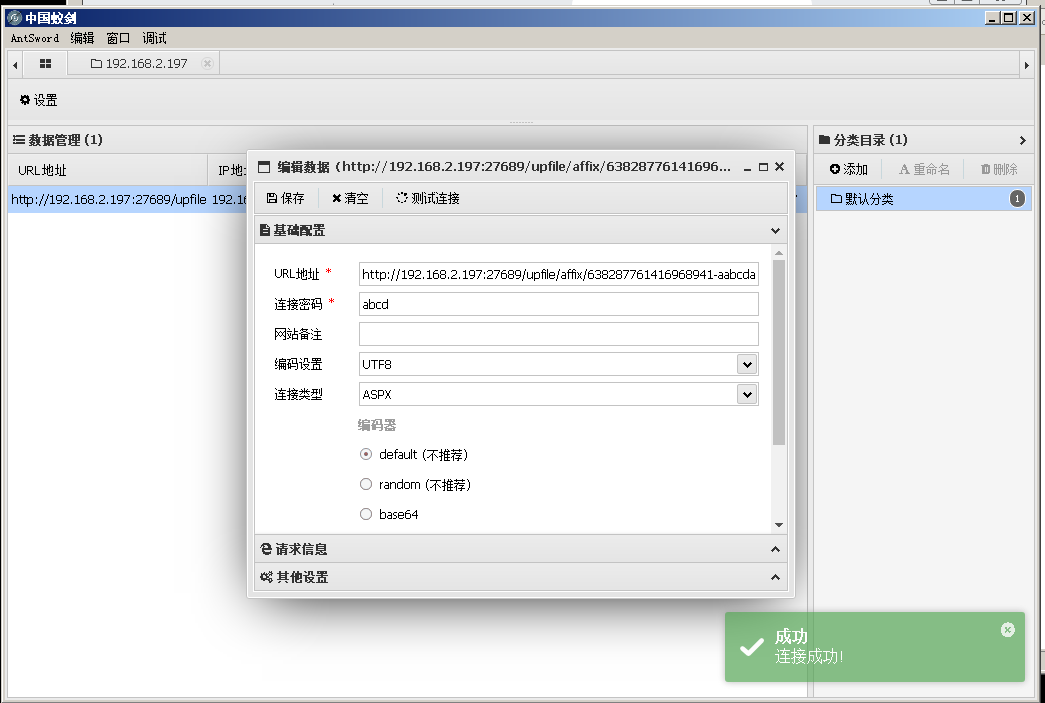 中国蚁剑
AntSword 编辑 窗口 调试
192.168.2.197
设置
数据管理 (1)
URL地址 IP地
http://192.168.2.197:27689/upfile 192.16
分类目录 (1)
添加 重命名 删除
默认分类 1
编辑数据 (http://192.168.2.197:27689/upfile/affix/63828776141696...
保存 清空 测试连接
基础配置
URL地址 * http://192.168.2.197:27689/upfile/affix/638287761416968941-aabcda
连接密码 * abcd
网站备注
编码设置 UTF8
连接类型 ASPX
编码器
default (不推荐)
random (不推荐)
base64
请求信息
其他设置
成功
连接成功!